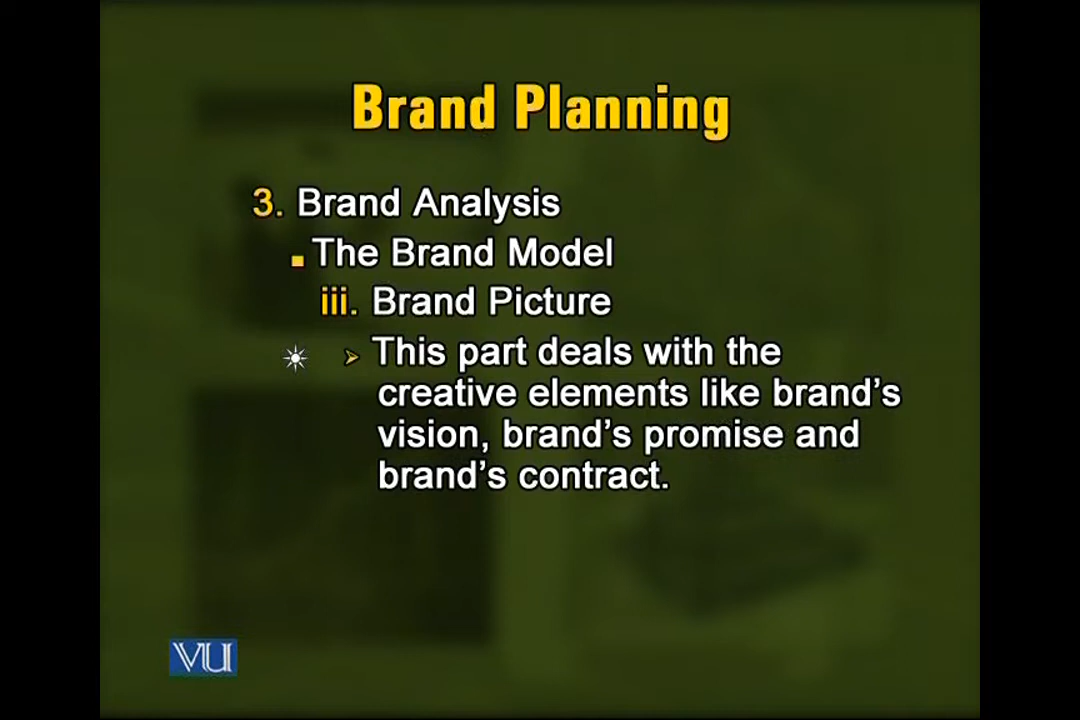 Brand Planning
3. Brand Analysis
The Brand Model
iii. Brand Picture
This part deals with the
creative elements like brand's
vision, brand's promise and
brand's contract.
VU